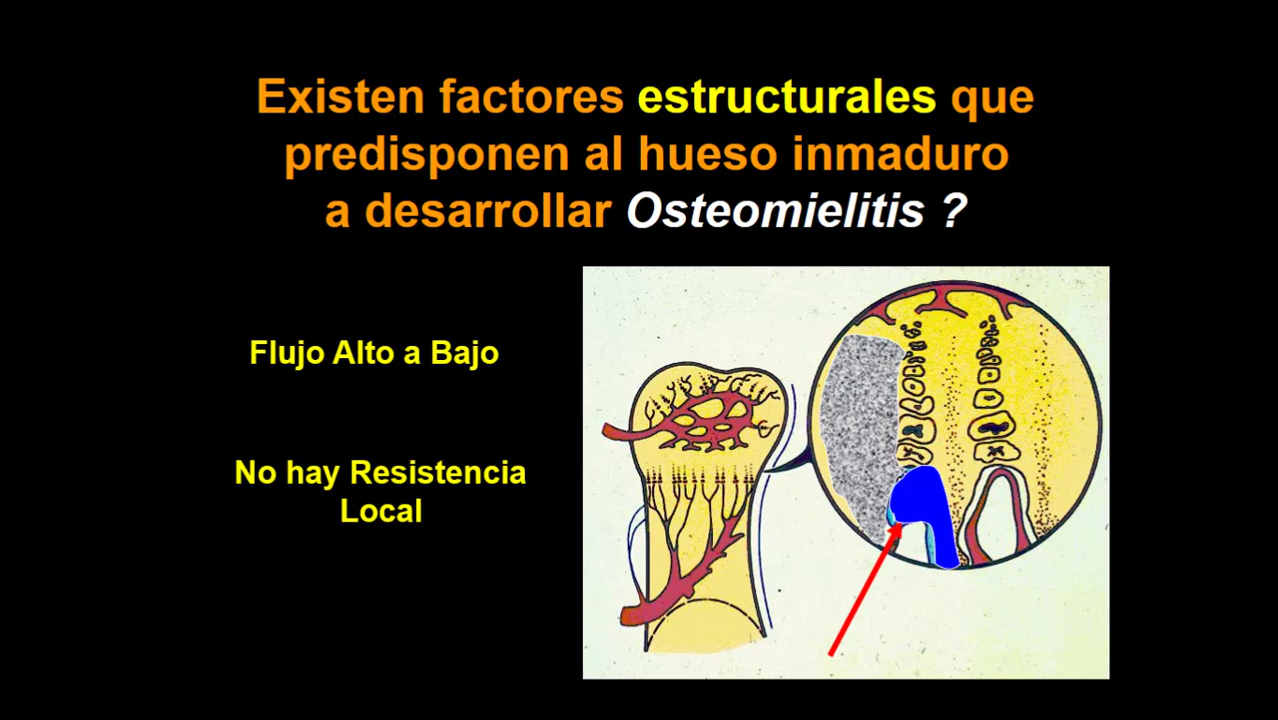 Existen factores estructurales que
predisponen al hueso inmaduro
a desarrollar Osteomielitis ?
Flujo Alto a Bajo
No hay Resistencia
Local